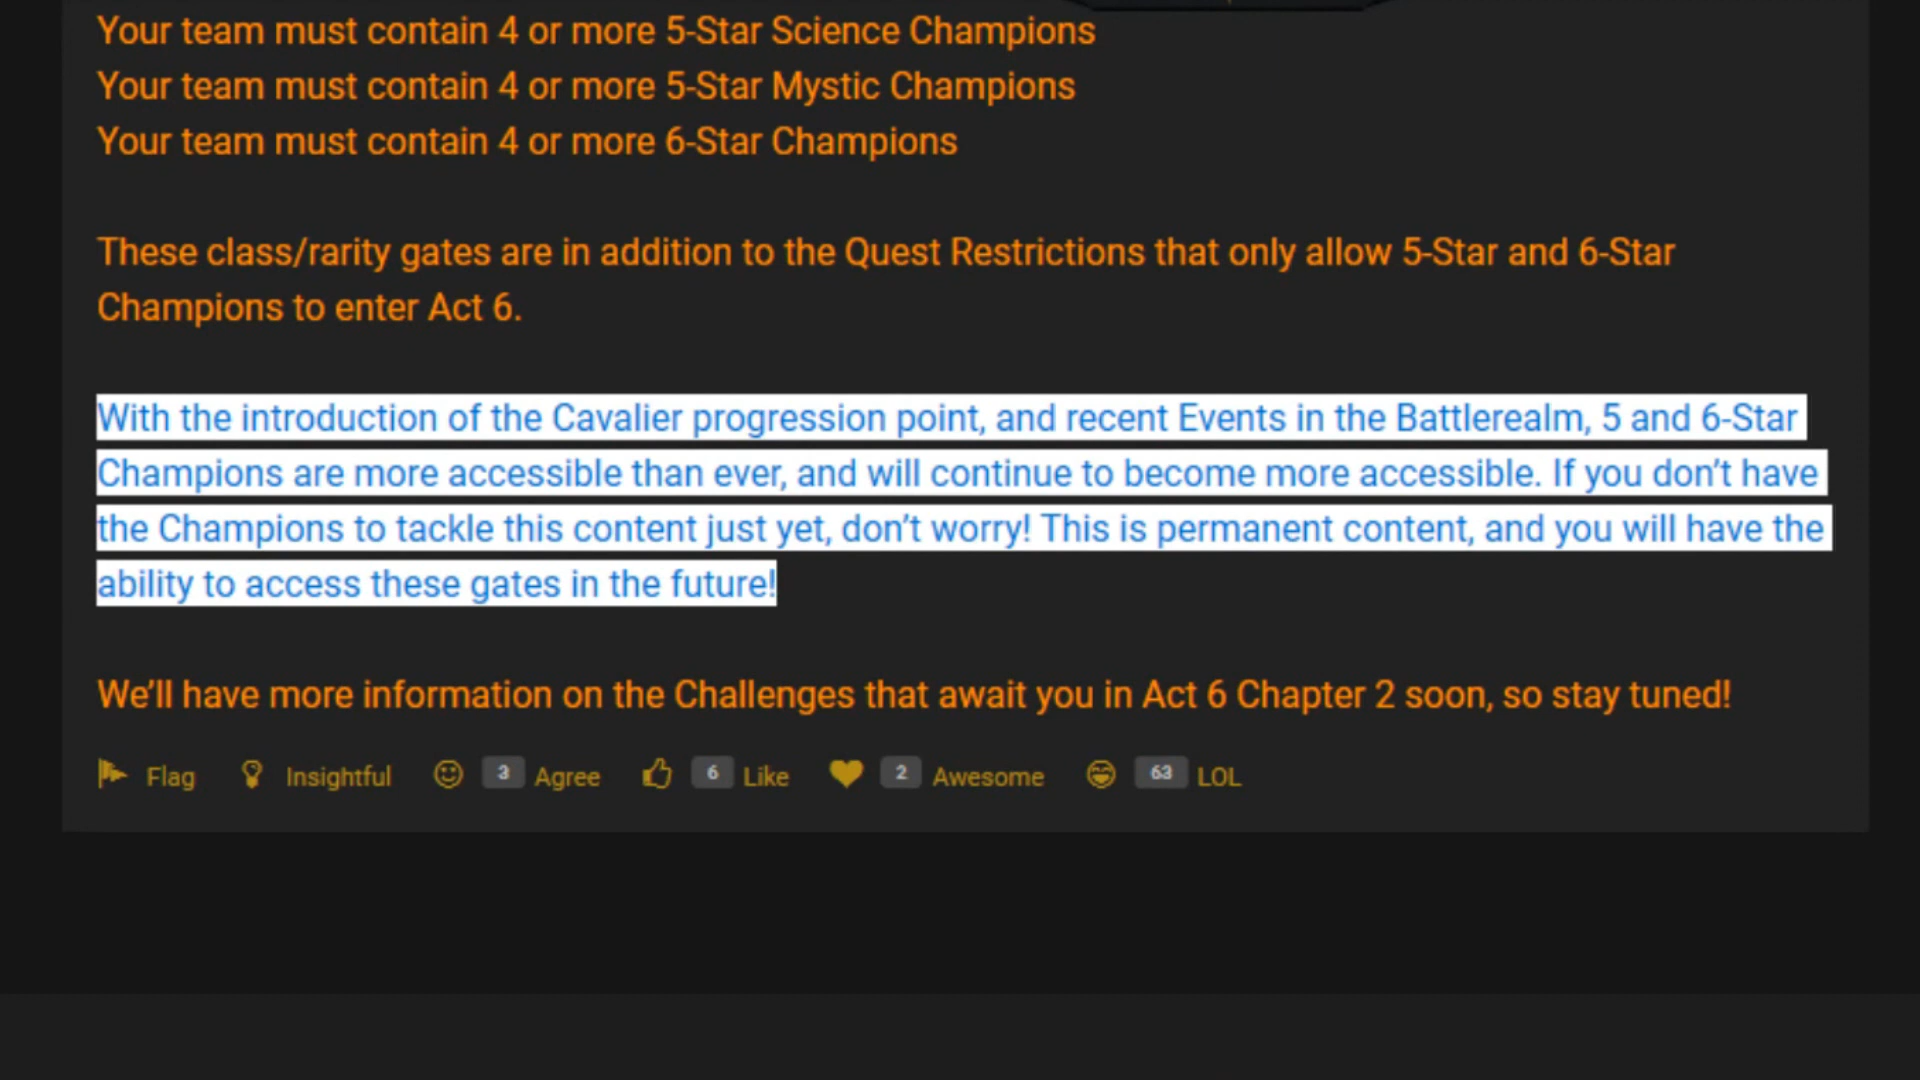 Your team must contain 4 or more 5-Star Science Champions
Your team must contain 4 or more 5-Star Mystic Champions
Your team must contain 4 or more 6-Star Champions
These class/rarity gates are in addition to the Quest Restrictions that only allow 5-Star and 6-Star
Champions to enter Act 6.
With the introduction of the Cavalier progression point, and recent Events in the Battlerealm, 5 and 6-Star
Champions are more accessible than ever, and will continue to become more accessible. If you don’t have
the Champions to tackle this content just yet, don’t worry! This is permanent content, and you will have the
ability to access these gates in the future!
We’ll have more information on the Challenges that await you in Act 6 Chapter 2 soon, so stay tuned!
Flag Insightful 3 Agree 6 Like 2 Awesome 63 LOL